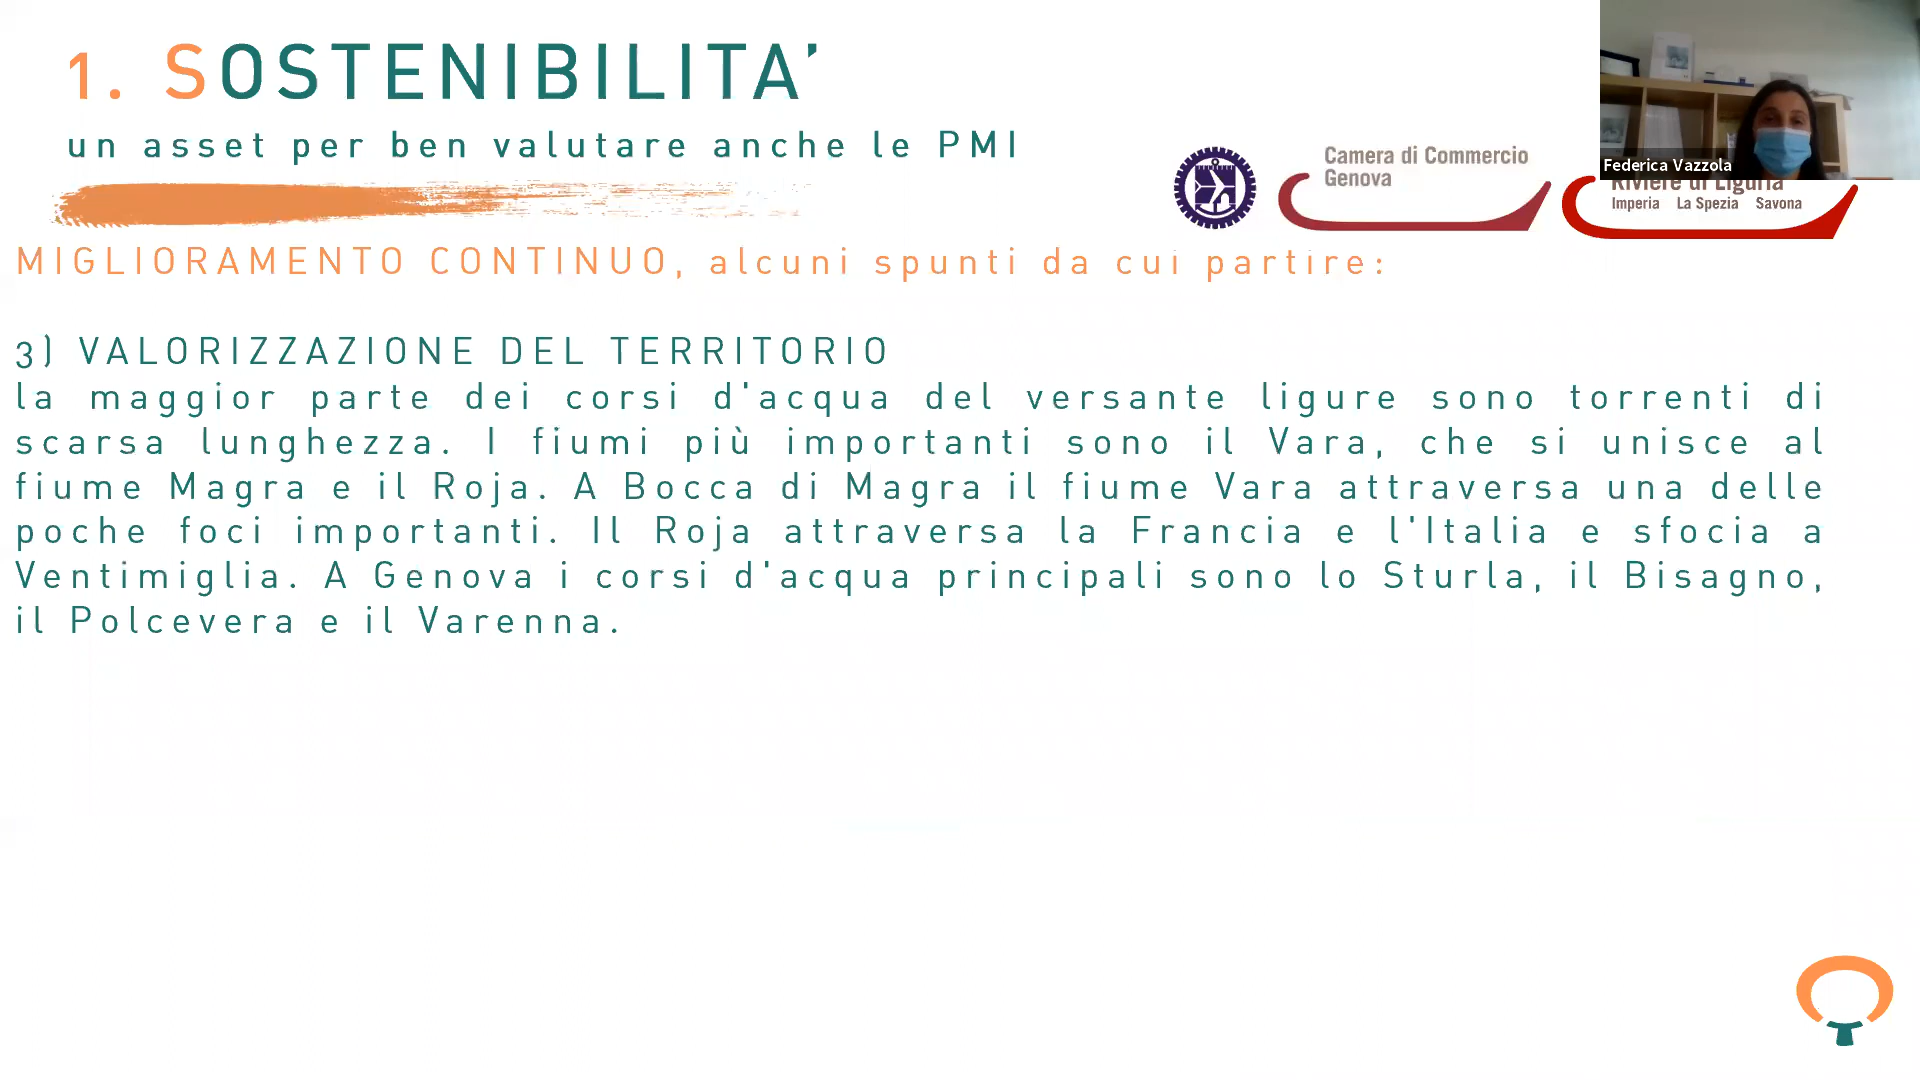 1. SOSTENIBILITA’
un asset per ben valutare anche le PMI
Camera di Commercio
Genova
Federica Vazzola
Riviere di Liguria
Imperia La Spezia Savona
MIGLIORAMENTO CONTINUO, alcuni spunti da cui partire:
3) VALORIZZAZIONE DEL TERRITORIO
la maggior parte dei corsi d'acqua del versante ligure sono torrenti di
scarsa lunghezza. I fiumi più importanti sono il Vara, che si unisce al
fiume Magra e il Roja. A Bocca di Magra il fiume Vara attraversa una delle
poche foci importanti. Il Roja attraversa la Francia e l'Italia e sfocia a
Ventimiglia. A Genova i corsi d'acqua principali sono lo Sturla, il Bisagno,
il Polcevera e il Varenna.